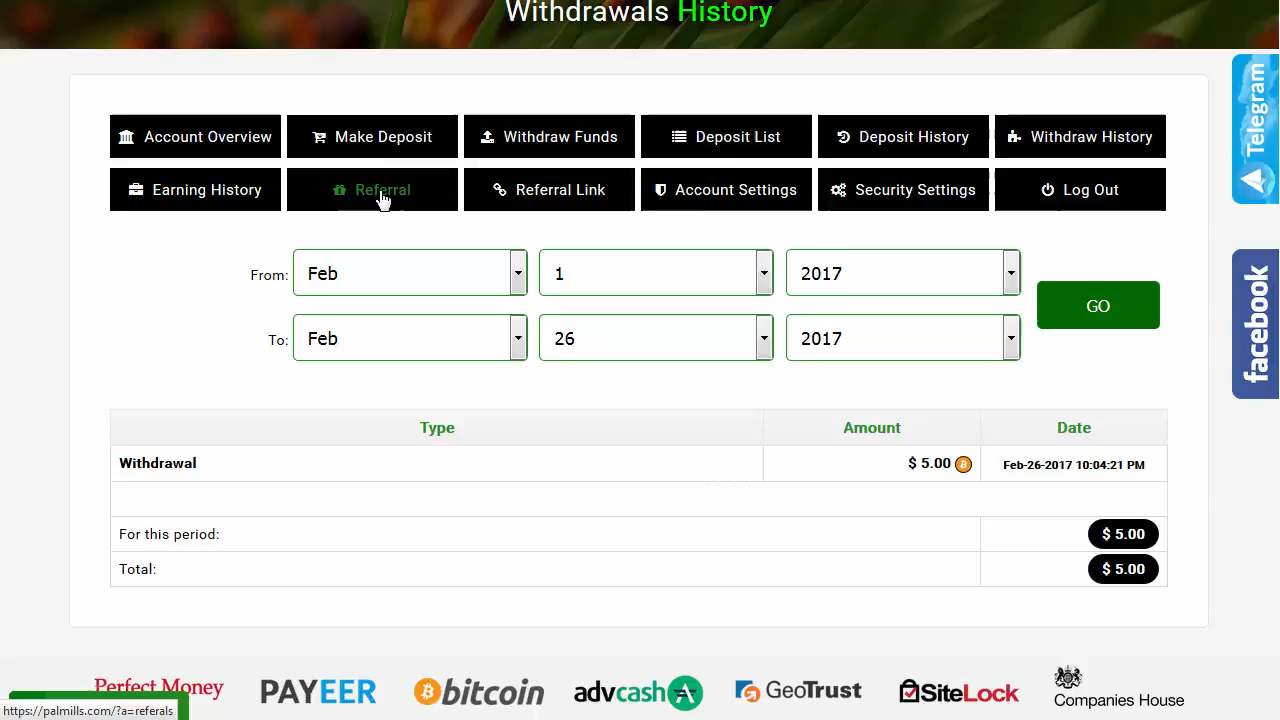 Withdrawals History
Account Overview
Make Deposit
Withdraw Funds
Deposit List
Deposit History
Withdraw History
Earning History
Referral
Referral Link
Account Settings
Security Settings
Log Out
From: Feb 1 2017
GO
To: Feb 26 2017
Type Amount Date
Withdrawal $ 5.00 Feb-26-2017 10:04:21 PM
For this period: $ 5.00
Total: $ 5.00
Telegram
facebook
Perfect Money
PAYEER
bitcoin
advcash
GeoTrust
SiteLock
Companies House
https://palmills.com/?a=referals